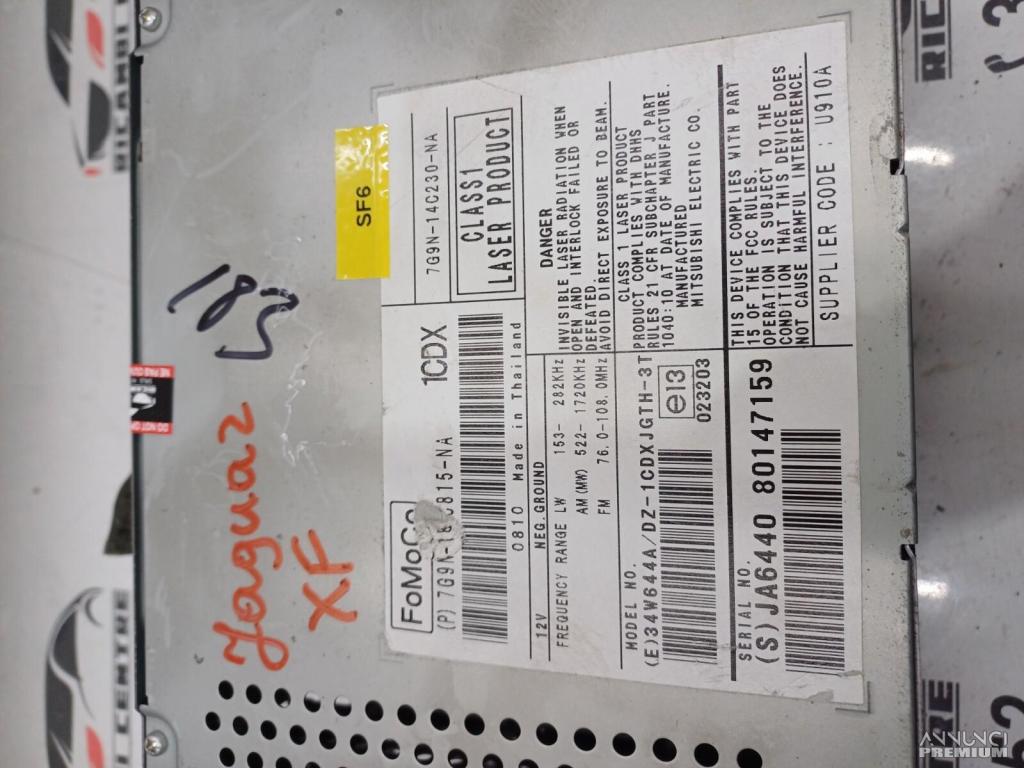 Jaguar
XF
183
5
SF6
FoMoCo
1CDX
7G9N-14C230-NA
CLASS1
LASER PRODUCT
0810 Made in Thailand
12V NEG. GROUND
FREQUENCY RANGE LW 153- 282KHz
AM (MW) 522- 1720KHz
FM 76.0-108.0MHz
DANGER
INVISIBLE LASER RADIATION WHEN
OPEN AND INTERLOCK FAILED OR
DEFEATED.
AVOID DIRECT EXPOSURE TO BEAM.
MODEL NO.
(E)34W644A/DZ-1CDXJGTH-3T
e13
023203
CLASS 1 LASER PRODUCT
PRODUCT COMPLIES WITH DHHS
RULES 21 CFR SUBCHAPTER J PART
1040:10 AT DATE OF MANUFACTURE.
MANUFACTURED
MITSUBISHI ELECTRIC CO.
SERIAL NO.
(S)JA6440 80147159
THIS DEVICE COMPLIES WITH PART
15 OF THE FCC RULES.
OPERATION IS SUBJECT TO THE
CONDITION THAT THIS DEVICE DOES
NOT CAUSE HARMFUL INTERFERENCE.
SUPPLIER CODE : U910A
RICAMBI
ANNUNCI
PREMIUM